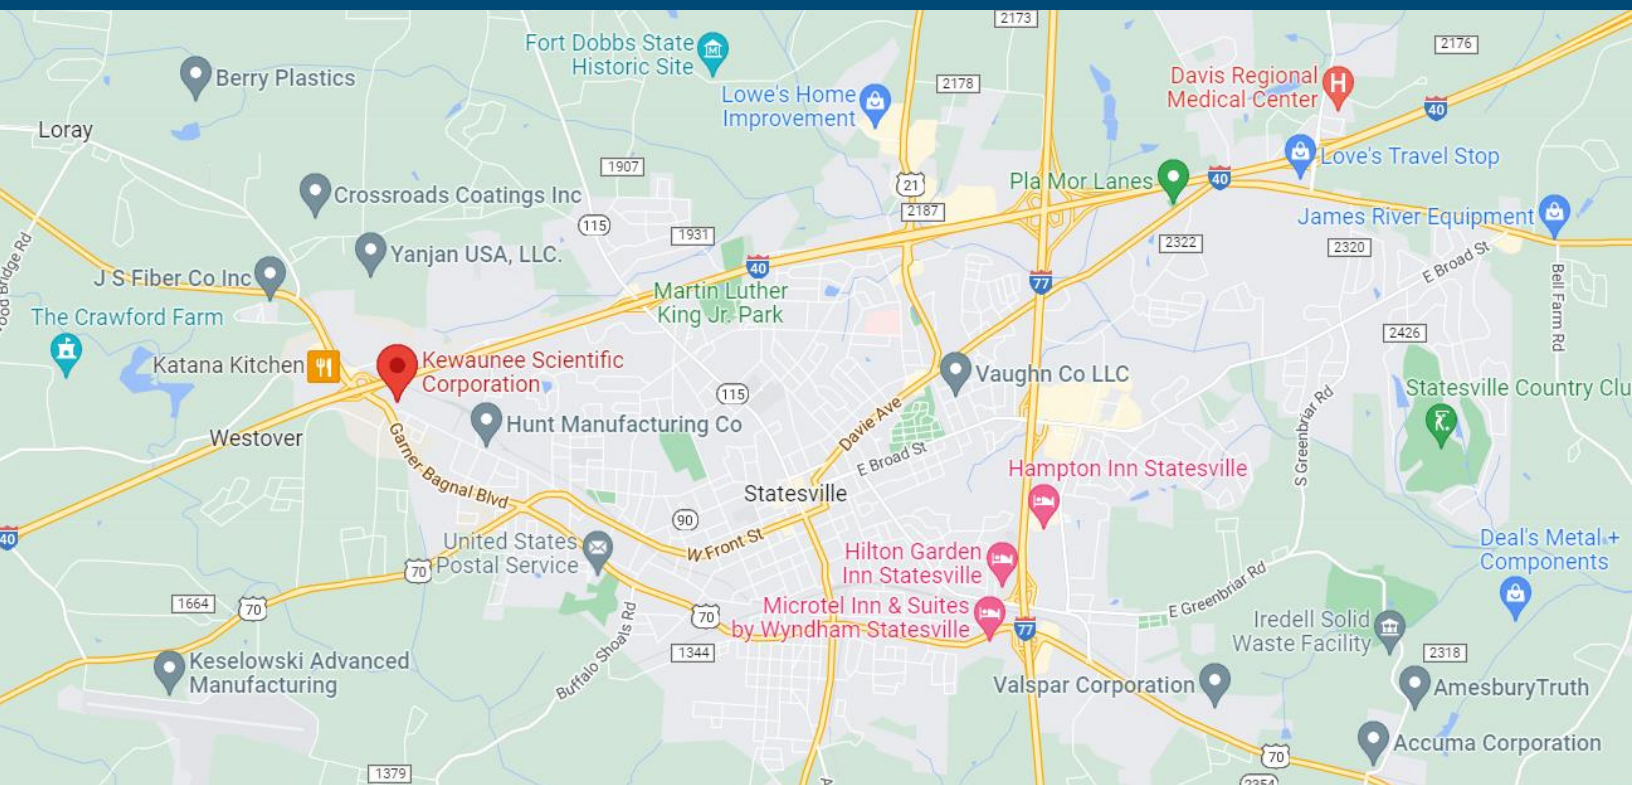 2173
Fort Dobbs State
Historic Site
2176
Berry Plastics
Davis Regional
Medical Center
2178
Lowe's Home
Improvement
40
Loray
Love's Travel Stop
1907
Pla Mor Lanes
40
21
Crossroads Coatings Inc
2187
James River Equipment
115
1931
2322
2320
E Broad St
Yanjan USA, LLC.
40
J S Fiber Co Inc
77
Bridge Rd
Martin Luther
King Jr. Park
Bell Farm Rd
The Crawford Farm
2426
Katana Kitchen
Kewaunee Scientific
Corporation
Vaughn Co LLC
115
Statesville Country Clu
Hunt Manufacturing Co
Davie Ave
S Greenbriar Rd
Westover
E Broad St
Garner Bagnal Blvd
Hampton Inn Statesville
Statesville
90
40
W Front St
United States
Postal Service
Hilton Garden
Inn Statesville
Deal's Metal +
Components
70
E Greenbriar Rd
1664
70
Microtel Inn & Suites
by Wyndham Statesville
70
77
Iredell Solid
Waste Facility
Buffalo Shoals Rd
1344
2318
Keselowski Advanced
Manufacturing
Valspar Corporation
AmesburyTruth
Accuma Corporation
70
1379
2354
A